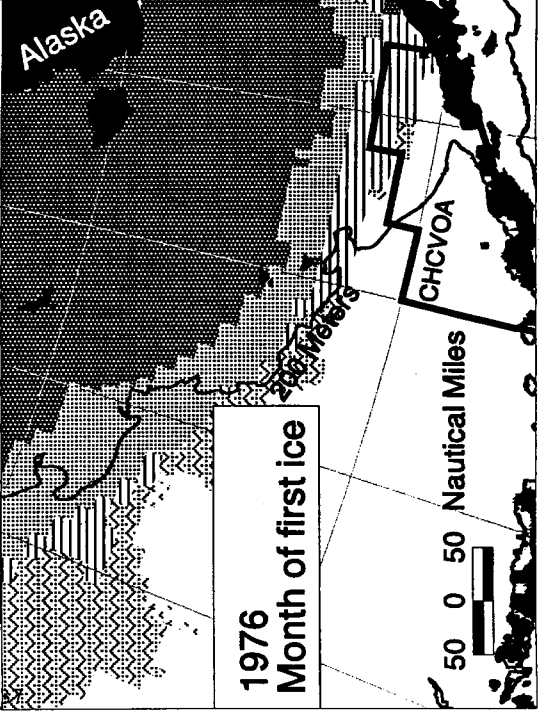 Alaska
200 Meters
CHCVOA
1976
Month of first ice
50 0 50 Nautical Miles